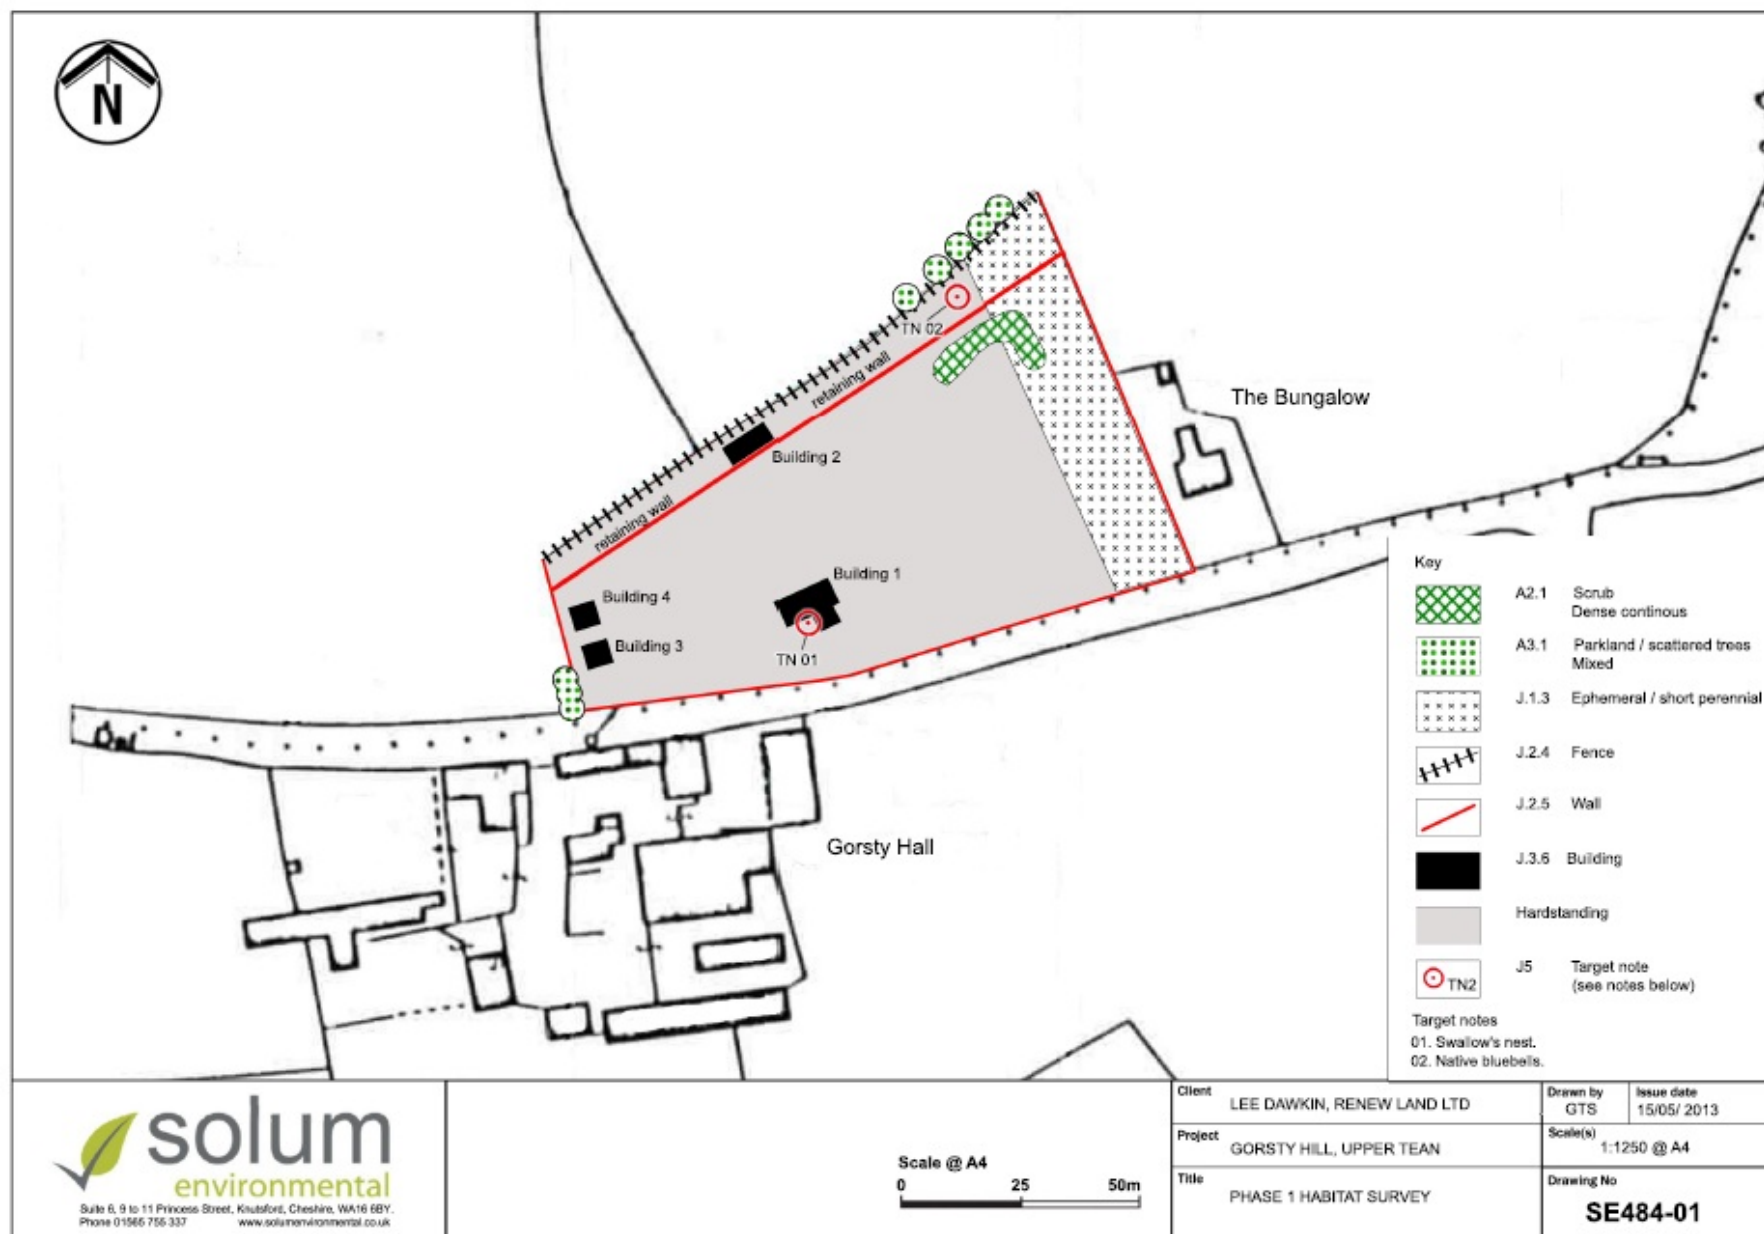 N
TN 02
retaining wall
The Bungalow
Building 2
retaining wall
Building 1
Building 4
Building 3
TN 01
Gorsty Hall
Key
A2.1 Scrub
Dense continous
A3.1 Parkland / scattered trees
Mixed
J.1.3 Ephemeral / short perennial
J.2.4 Fence
J.2.5 Wall
J.3.6 Building
Hardstanding
TN2 J5 Target note
(see notes below)
Target notes
01. Swallow's nest.
02. Native bluebells.
solum
environmental
Suite 6, 9 to 11 Princess Street, Knutsford, Cheshire, WA16 6BY.
Phone 01565 755 337 www.solumenvironmental.co.uk
Scale @ A4
0 25 50m
Client LEE DAWKIN, RENEW LAND LTD
Project GORSTY HILL, UPPER TEAN
Title PHASE 1 HABITAT SURVEY
Drawn by
GTS
Issue date
15/05/ 2013
Scale(s)
1:1250 @ A4
Drawing No
SE484-01